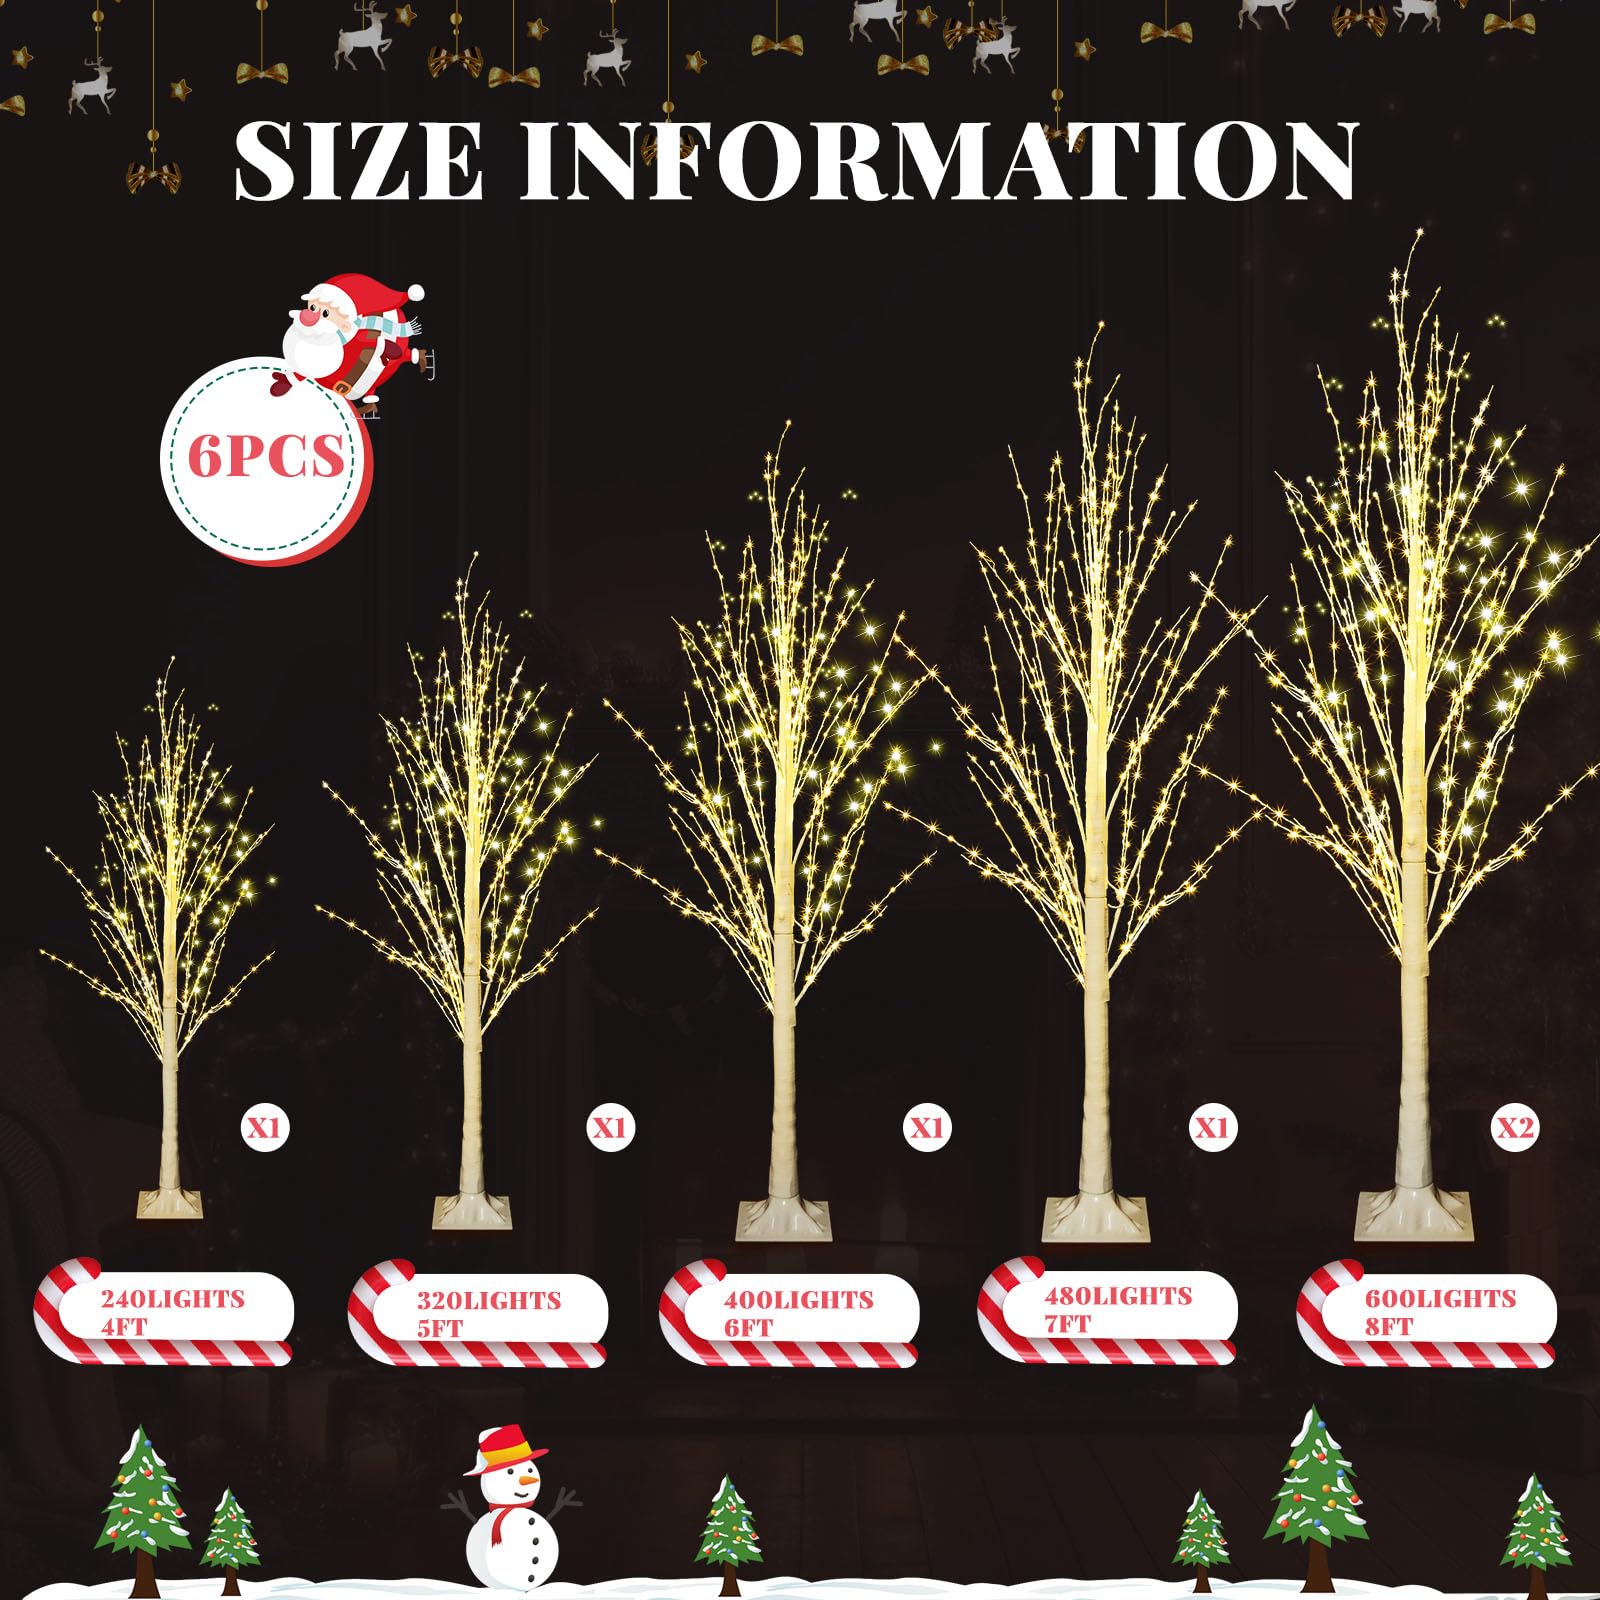 SIZE INFORMATION
6PCS
X1
X1
X1
X1
X2
240LIGHTS
4FT
320LIGHTS
5FT
400LIGHTS
6FT
480LIGHTS
7FT
600LIGHTS
8FT